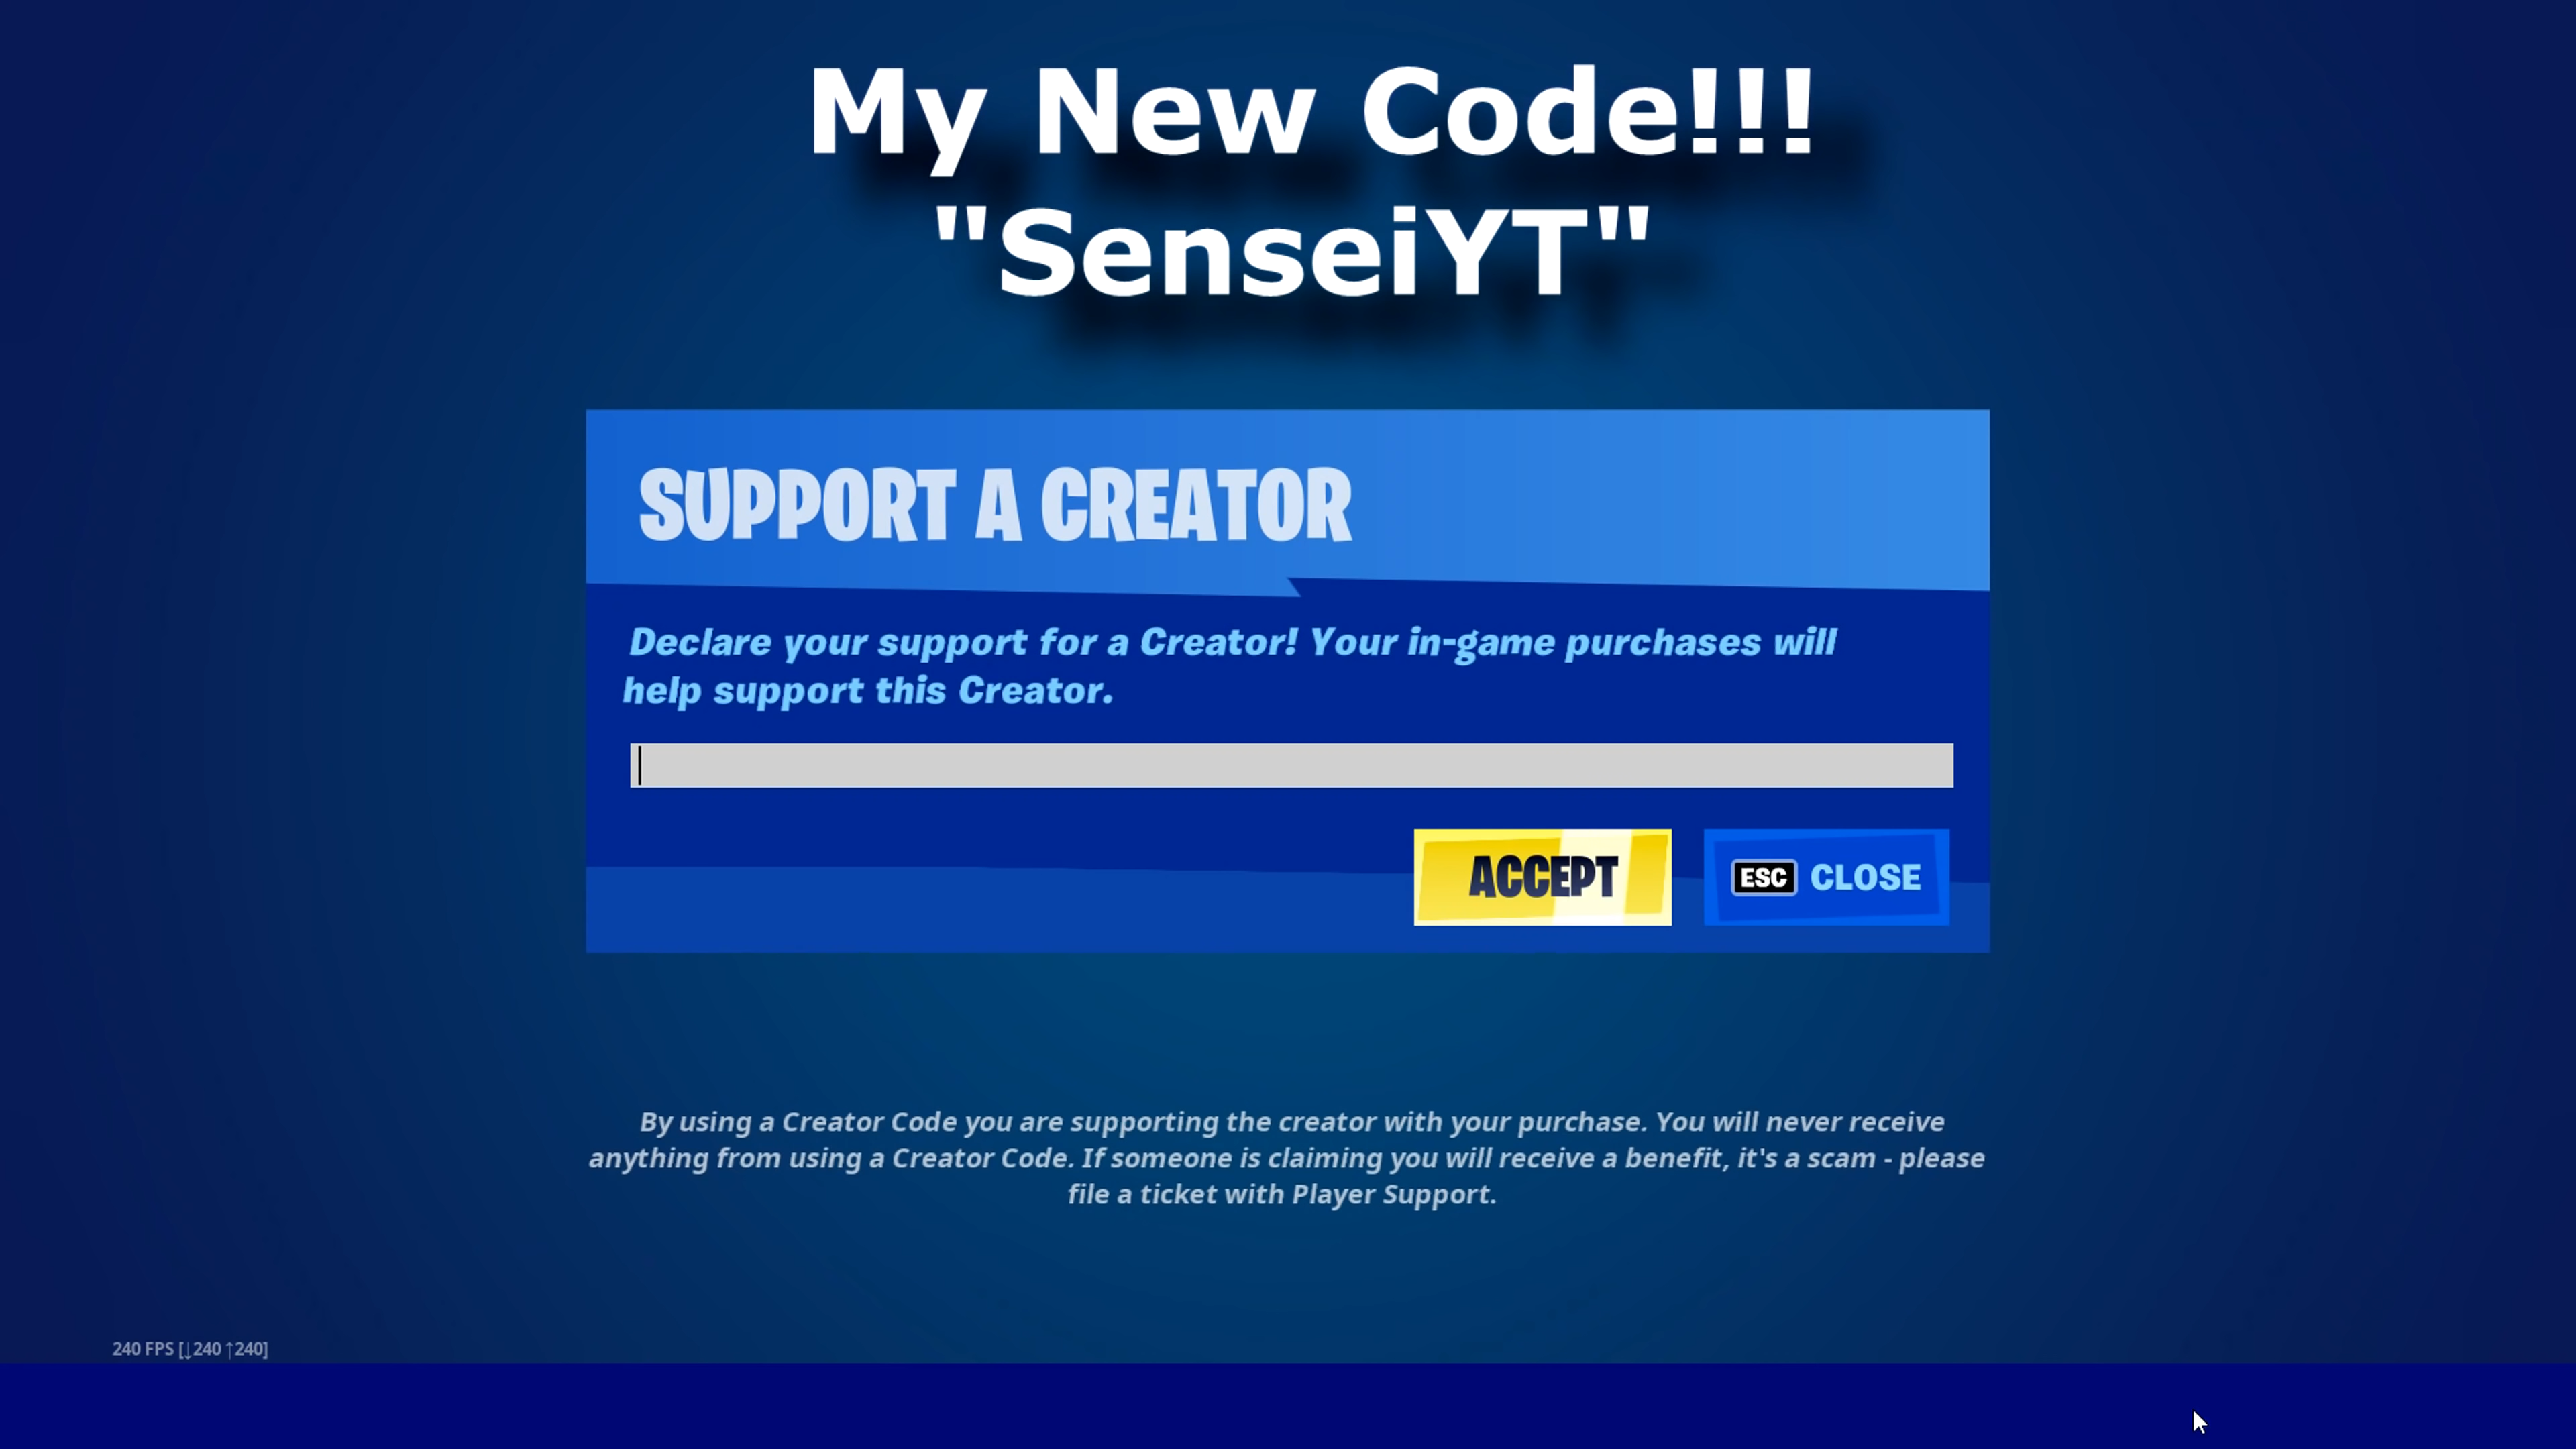 My New Code!!!
"SenseiYT"
SUPPORT A CREATOR
Declare your support for a Creator! Your in-game purchases will
help support this Creator.
ACCEPT
ESC CLOSE
By using a Creator Code you are supporting the creator with your purchase. You will never receive
anything from using a Creator Code. If someone is claiming you will receive a benefit, it's a scam - please
file a ticket with Player Support.
240 FPS [↓240 ↑240]